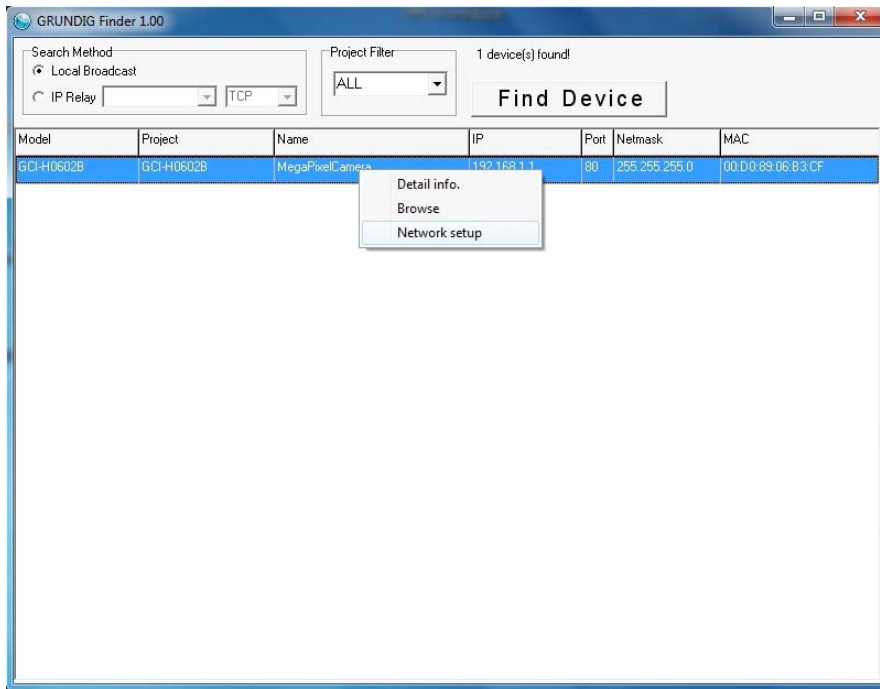 GRUNDIG Finder 1.00
Search Method
Local Broadcast
IP Relay TCP
Project Filter
ALL
1 device(s) found!
Find Device
Model Project Name IP Port Netmask MAC
GCI-H0602B GCI-H0602B MegaPixelCamera 192.168.1.1 80 255.255.255.0 00:D0:89:06:B3:CF
Detail info.
Browse
Network setup